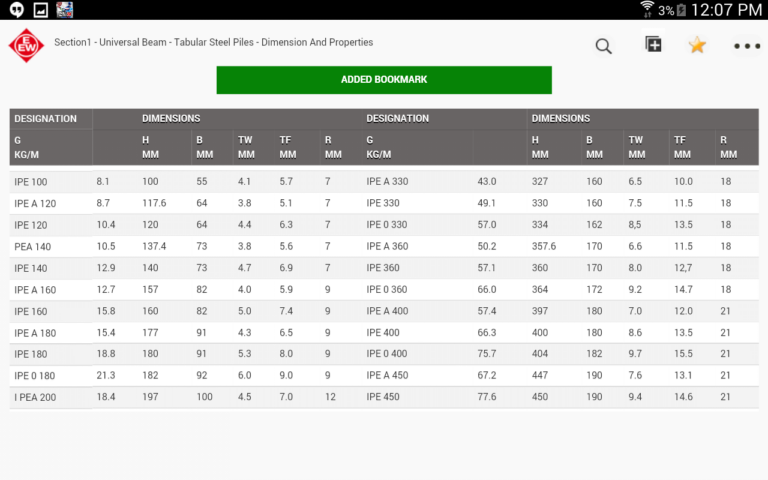 3% 12:07 PM
E
EEW
Section1 - Universal Beam - Tabular Steel Piles - Dimension And Properties
ADDED BOOKMARK
DESIGNATION DIMENSIONS DESIGNATION DIMENSIONS
G H B TW TF R G H B TW TF R
KG/M MM MM MM MM MM KG/M MM MM MM MM MM
IPE 100 8.1 100 55 4.1 5.7 7 IPE A 330 43.0 327 160 6.5 10.0 18
IPE A 120 8.7 117.6 64 3.8 5.1 7 IPE 330 49.1 330 160 7.5 11.5 18
IPE 120 10.4 120 64 4.4 6.3 7 IPE 0 330 57.0 334 162 8,5 13.5 18
PEA 140 10.5 137.4 73 3.8 5.6 7 IPE A 360 50.2 357.6 170 6.6 11.5 18
IPE 140 12.9 140 73 4.7 6.9 7 IPE 360 57.1 360 170 8.0 12,7 18
IPE A 160 12.7 157 82 4.0 5.9 9 IPE 0 360 66.0 364 172 9.2 14.7 18
IPE 160 15.8 160 82 5.0 7.4 9 IPE A 400 57.4 397 180 7.0 12.0 21
IPE A 180 15.4 177 91 4.3 6.5 9 IPE 400 66.3 400 180 8.6 13.5 21
IPE 180 18.8 180 91 5.3 8.0 9 IPE 0 400 75.7 404 182 9.7 15.5 21
IPE 0 180 21.3 182 92 6.0 9.0 9 IPE A 450 67.2 447 190 7.6 13.1 21
I PEA 200 18.4 197 100 4.5 7.0 12 IPE 450 77.6 450 190 9.4 14.6 21